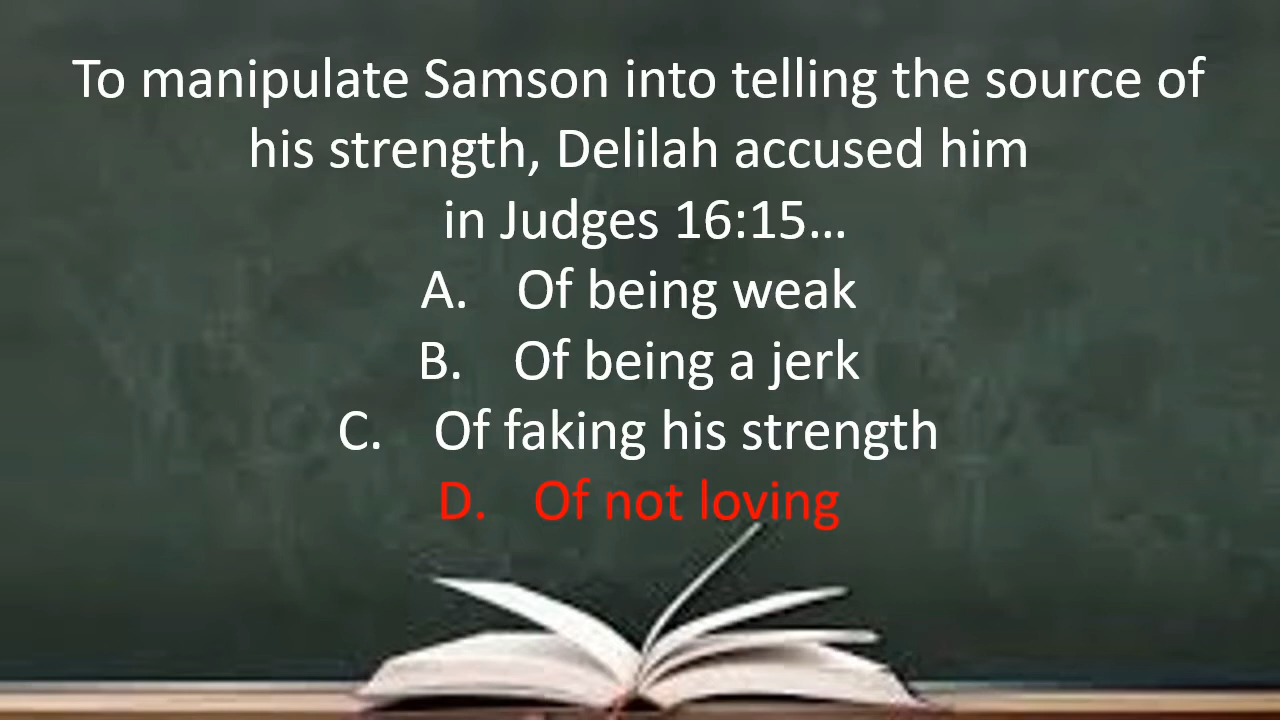 To manipulate Samson into telling the source of
his strength, Delilah accused him
in Judges 16:15…
A. Of being weak
B. Of being a jerk
C. Of faking his strength
D. Of not loving